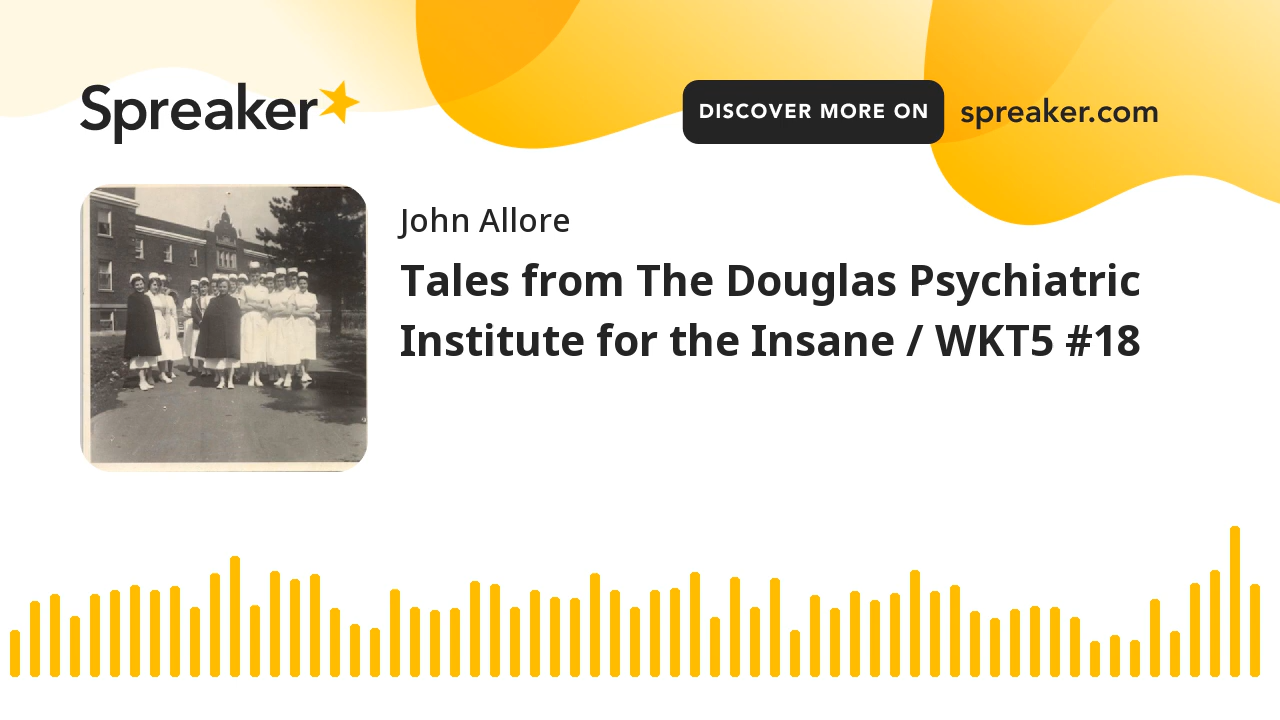 Spreaker
DISCOVER MORE ON
spreaker.com
John Allore
Tales from The Douglas Psychiatric
Institute for the Insane / WKT5 #18